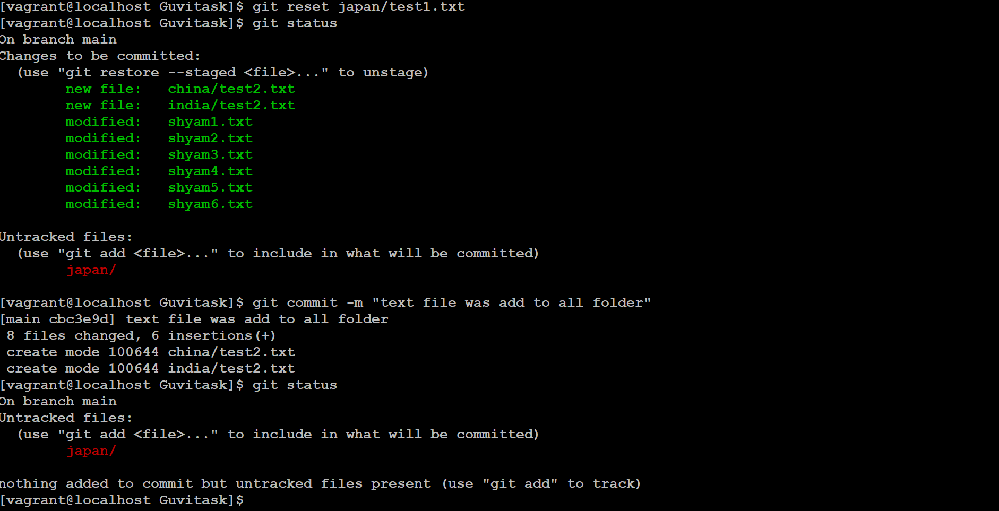 [vagrant@localhost Guvitask]$ git reset japan/test1.txt
[vagrant@localhost Guvitask]$ git status
On branch main
Changes to be committed:
  (use "git restore --staged <file>..." to unstage)
        new file:   china/test2.txt
        new file:   india/test2.txt
        modified:   shyam1.txt
        modified:   shyam2.txt
        modified:   shyam3.txt
        modified:   shyam4.txt
        modified:   shyam5.txt
        modified:   shyam6.txt

Untracked files:
  (use "git add <file>..." to include in what will be committed)
        japan/

[vagrant@localhost Guvitask]$ git commit -m "text file was add to all folder"
[main cbc3e9d] text file was add to all folder
 8 files changed, 6 insertions(+)
 create mode 100644 china/test2.txt
 create mode 100644 india/test2.txt
[vagrant@localhost Guvitask]$ git status
On branch main
Untracked files:
  (use "git add <file>..." to include in what will be committed)
        japan/

nothing added to commit but untracked files present (use "git add" to track)
[vagrant@localhost Guvitask]$